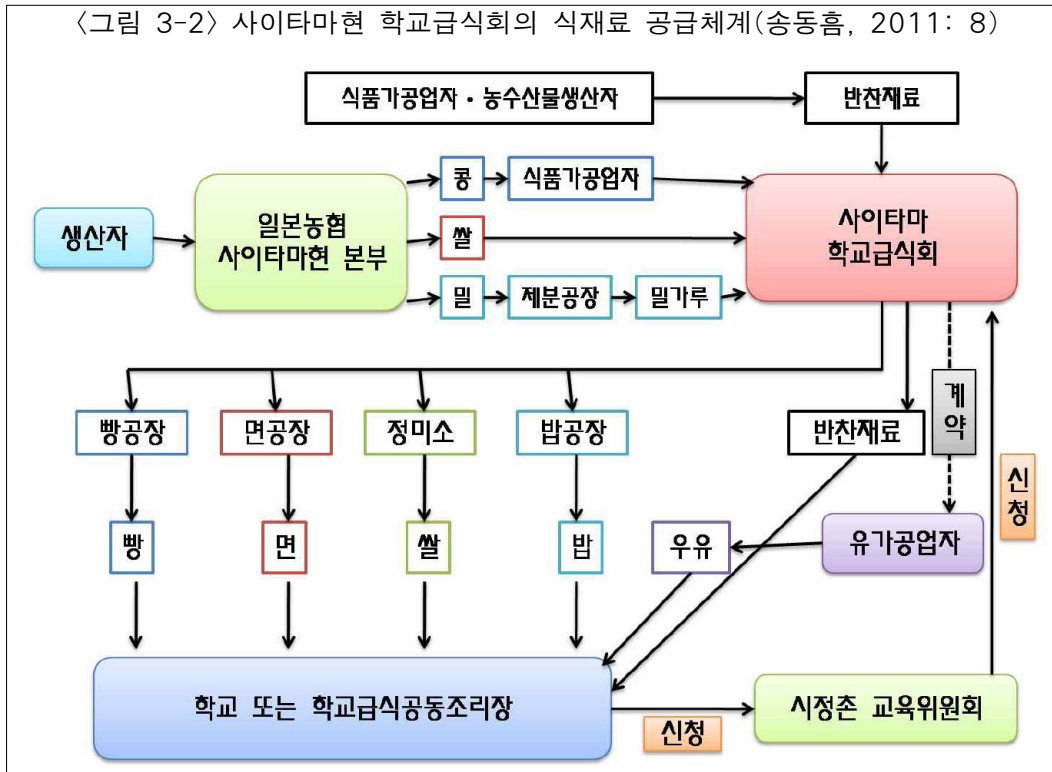 〈그림 3-2〉 사이타마현 학교급식회의 식재료 공급체계(송동흠, 2011: 8)
식품가공업자・농수산물생산자
반찬재료
생산자
일본농협
사이타마현 본부
콩
식품가공업자
쌀
밀
제분공장
밀가루
사이타마
학교급식회
빵공장
면공장
정미소
밥공장
반찬재료
계약
신청
빵
면
쌀
밥
우유
유가공업자
학교 또는 학교급식공동조리장
신청
시정촌 교육위원회